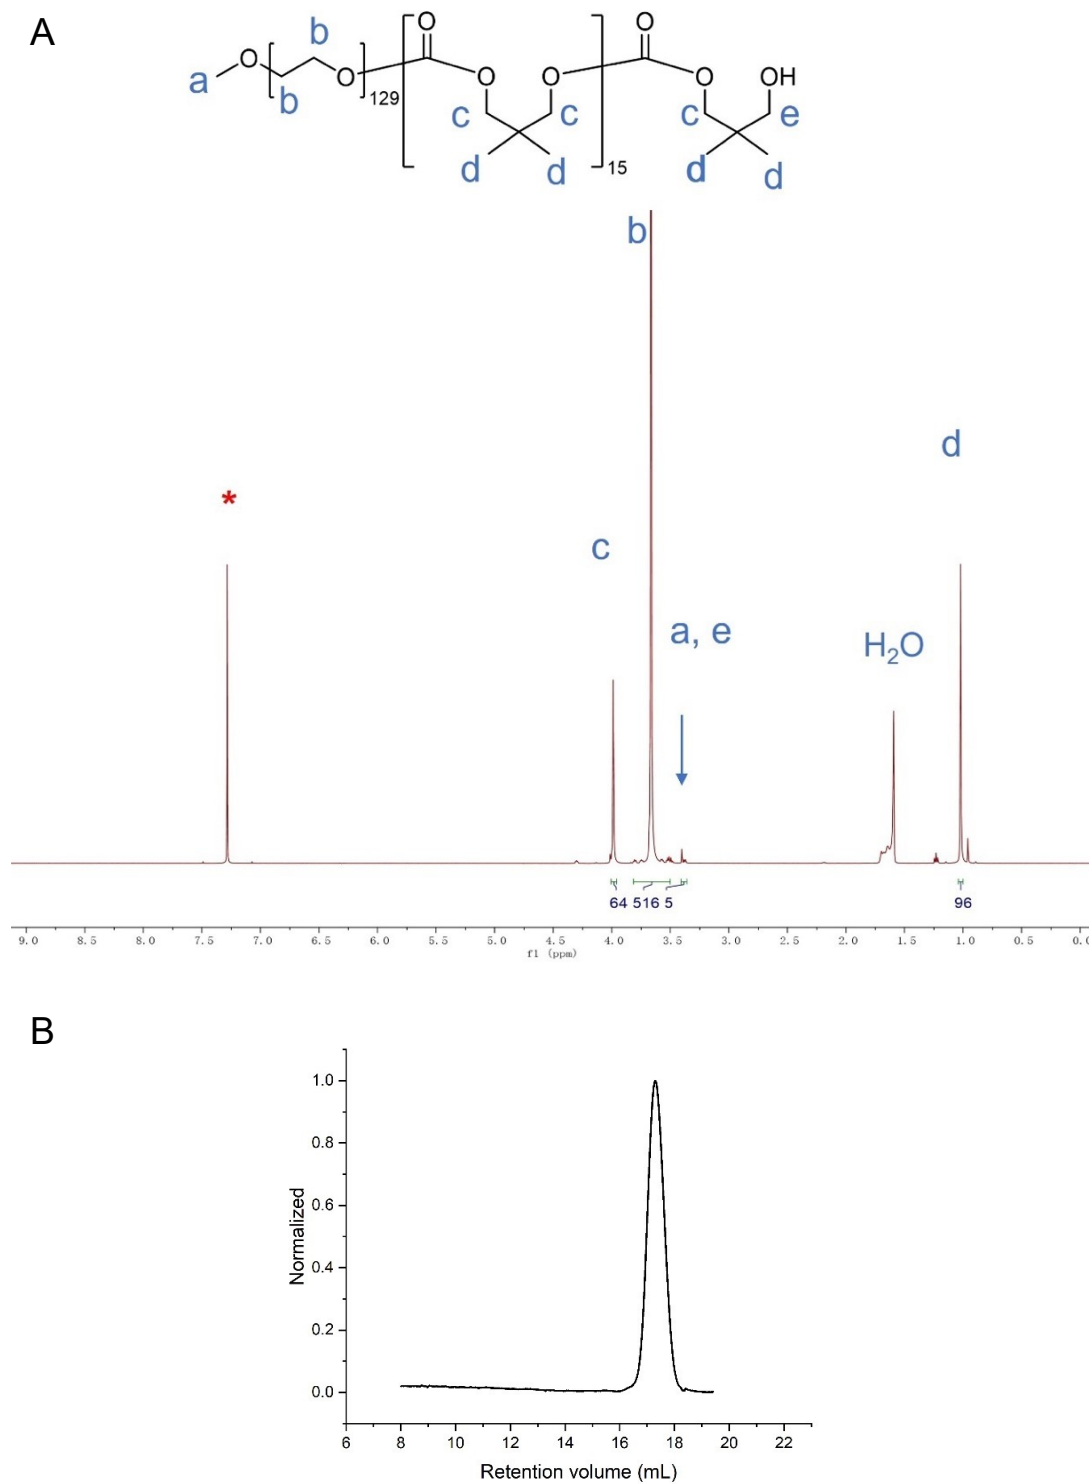 A
O O
b O O O O OH
a O O
b 129 c c c e
d d 15 d d
b
d
*
c
a, e
H2O
64 516 5 96
9.0 8.5 8.0 7.5 7.0 6.5 6.0 5.5 5.0 4.5 4.0 3.5 3.0 2.5 2.0 1.5 1.0 0.5 0.0
f1 (ppm)
B
1.0
0.8
0.6
0.4
0.2
0.0
Normalized
6 8 10 12 14 16 18 20 22
Retention volume (mL)